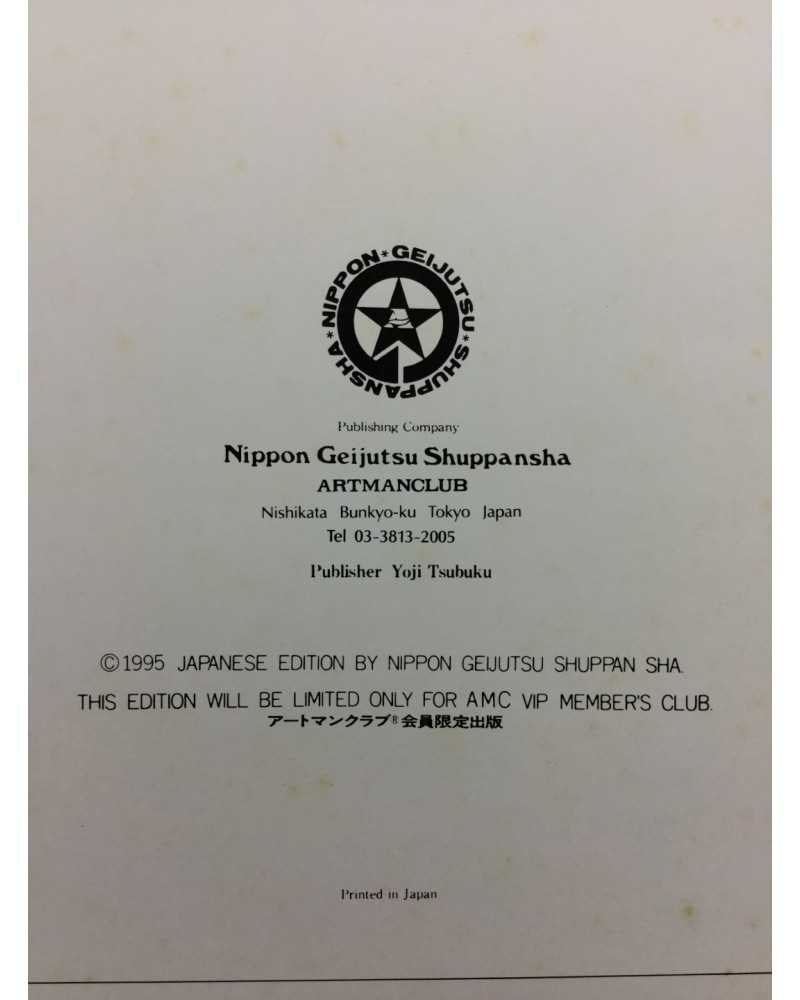 NIPPON*GEIJUTSU*SHUPPANSHA*
Publishing Company
Nippon Geijutsu Shuppansha
ARTMANCLUB
Nishikata Bunkyo-ku Tokyo Japan
Tel 03-3813-2005
Publisher Yoji Tsubuku
©1995 JAPANESE EDITION BY NIPPON GEIJUTSU SHUPPAN SHA.
THIS EDITION WILL BE LIMITED ONLY FOR AMC VIP MEMBER'S CLUB.
アートマンクラブ®会員限定出版
Printed in Japan